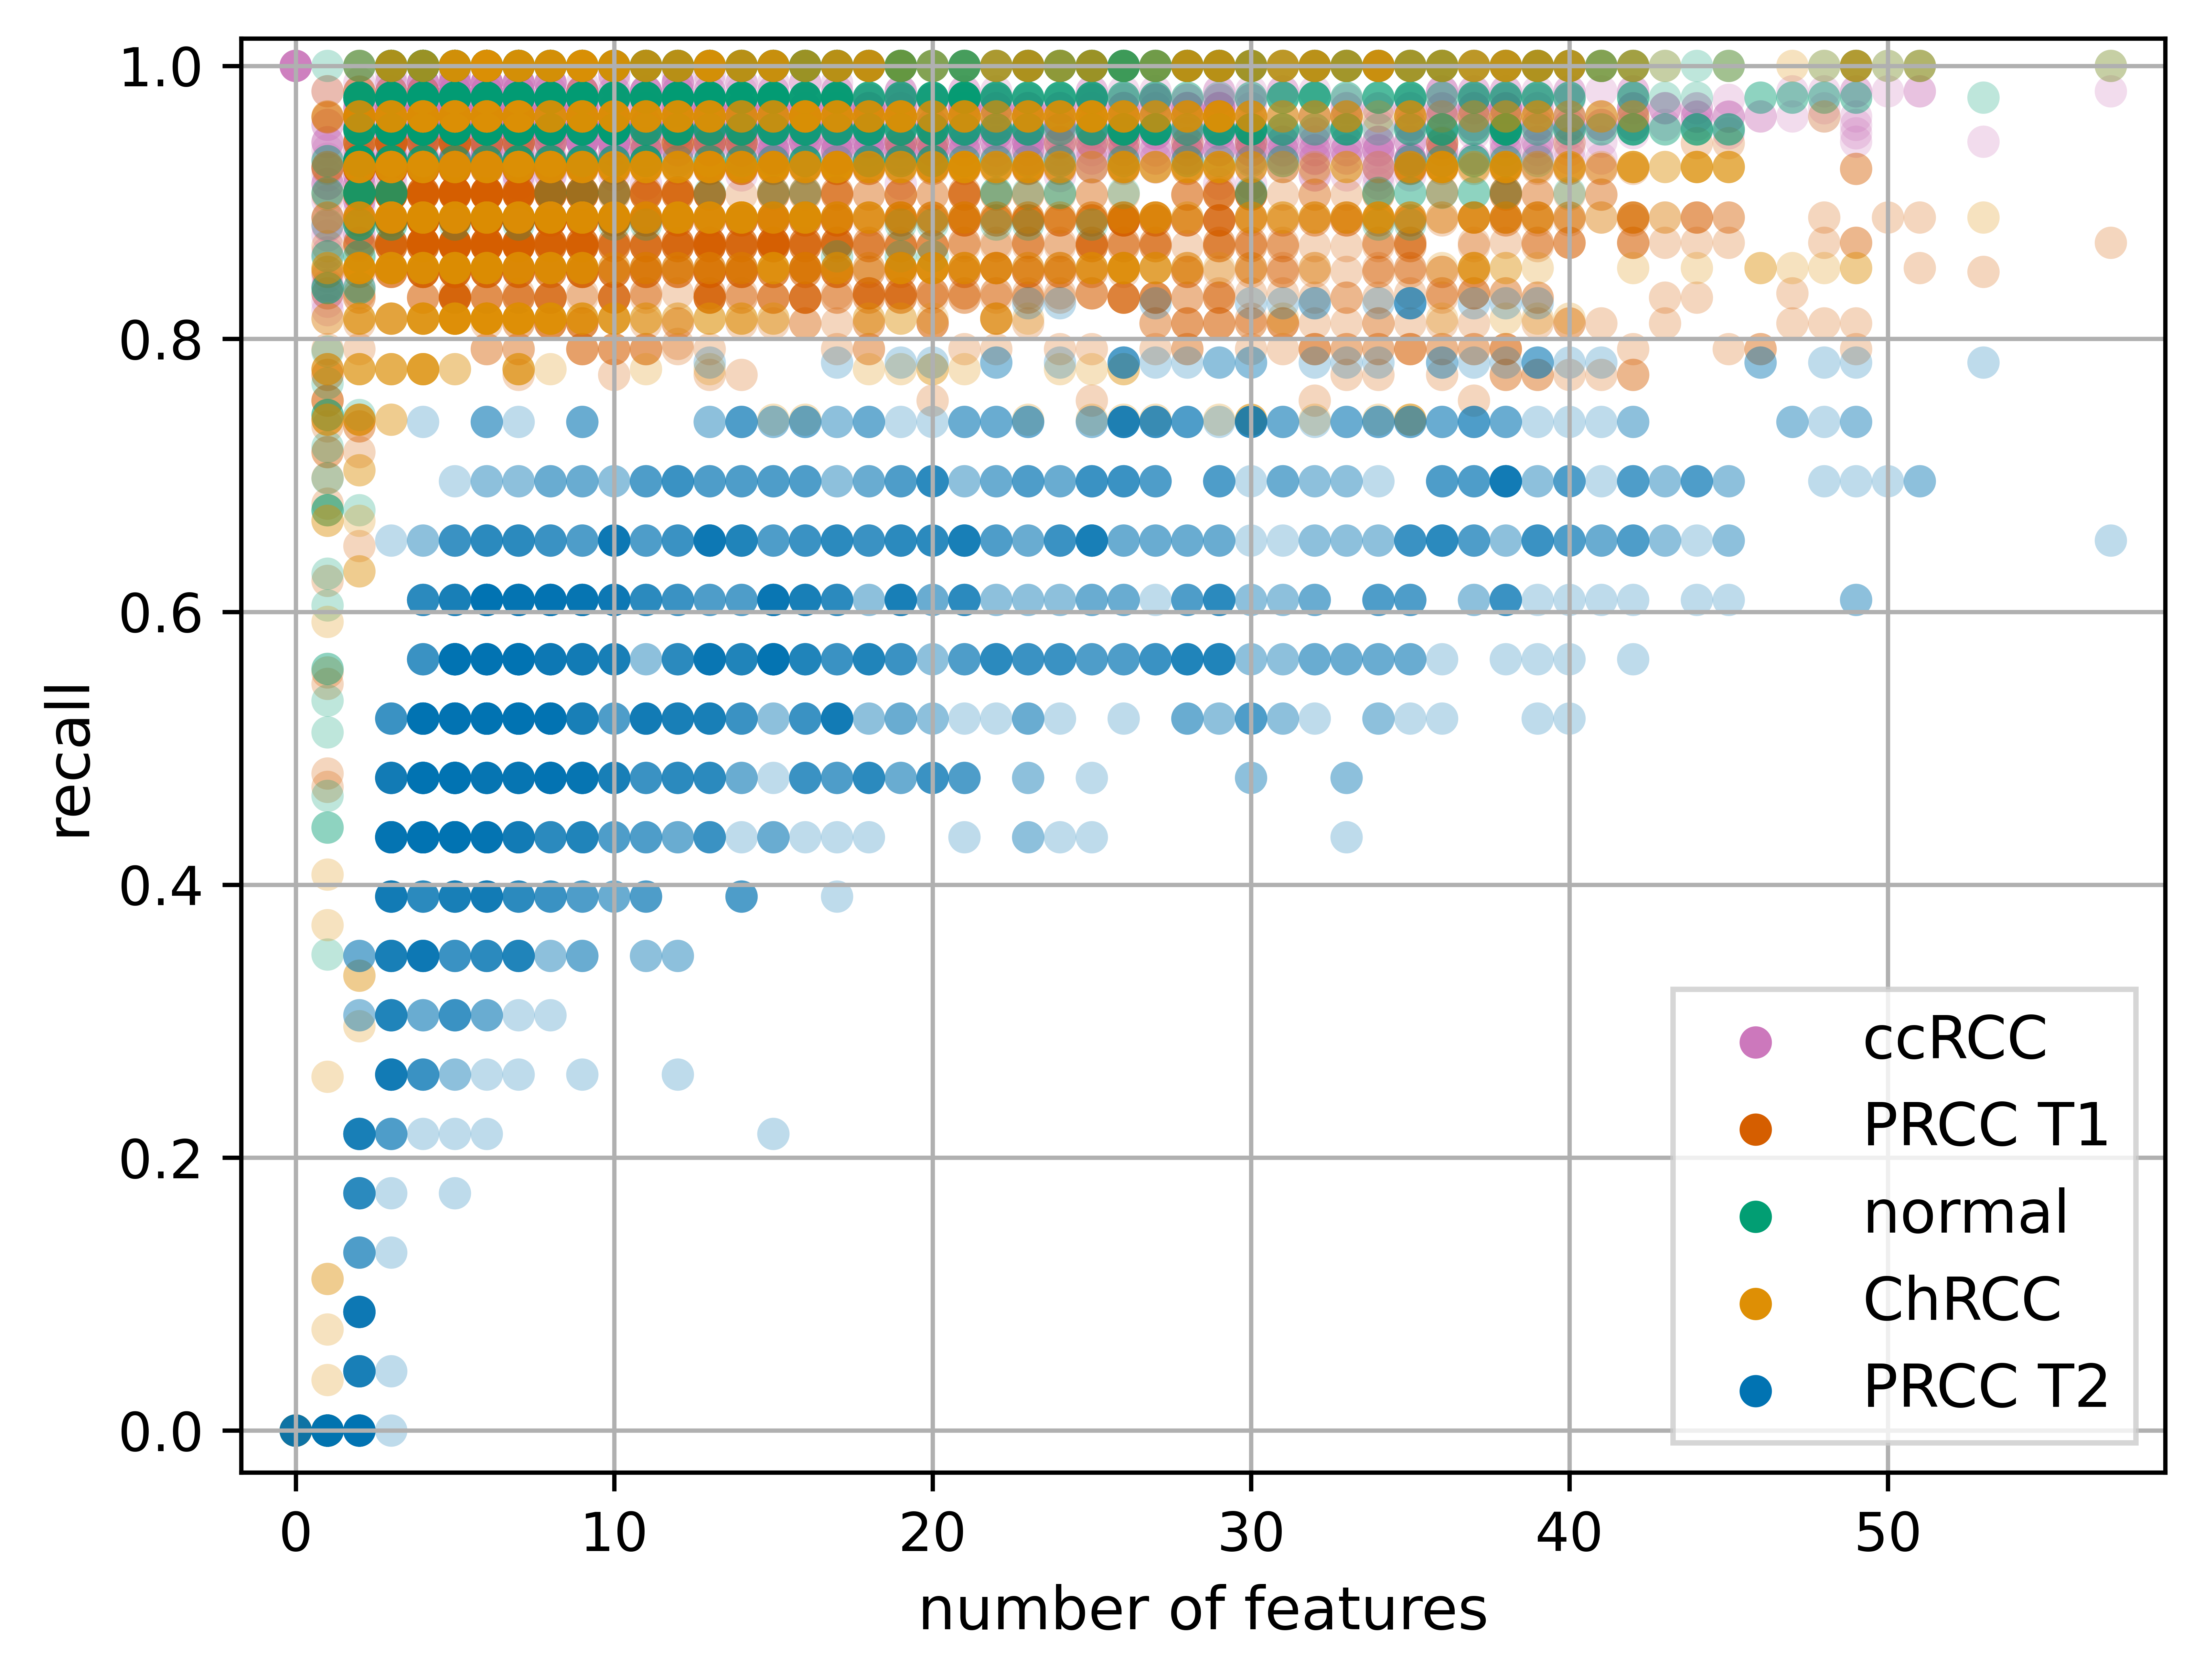 1.0
0.8
0.6
0.4
0.2
0.0
recall
0 10 20 30 40 50
number of features
ccRCC
PRCC T1
normal
ChRCC
PRCC T2